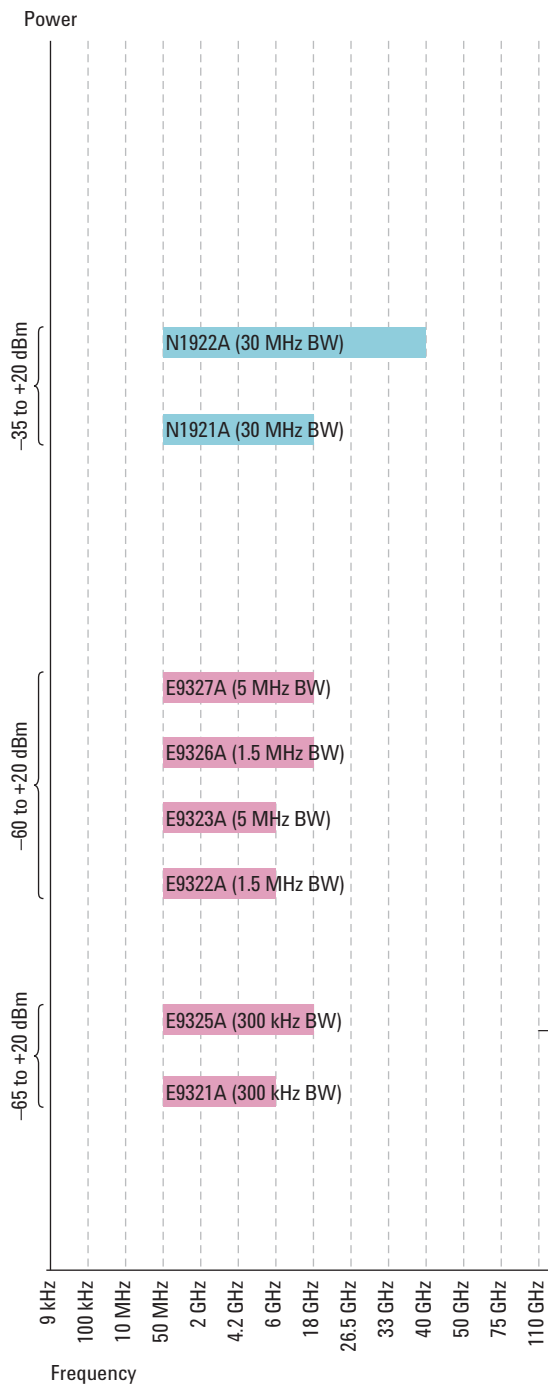 Power
−35 to +20 dBm
N1922A (30 MHz BW)
N1921A (30 MHz BW)
−60 to +20 dBm
E9327A (5 MHz BW)
E9326A (1.5 MHz BW)
E9323A (5 MHz BW)
E9322A (1.5 MHz BW)
−65 to +20 dBm
E9325A (300 kHz BW)
E9321A (300 kHz BW)
9 kHz
100 kHz
10 MHz
50 MHz
2 GHz
4.2 GHz
6 GHz
18 GHz
26.5 GHz
33 GHz
40 GHz
50 GHz
75 GHz
110 GHz
Frequency